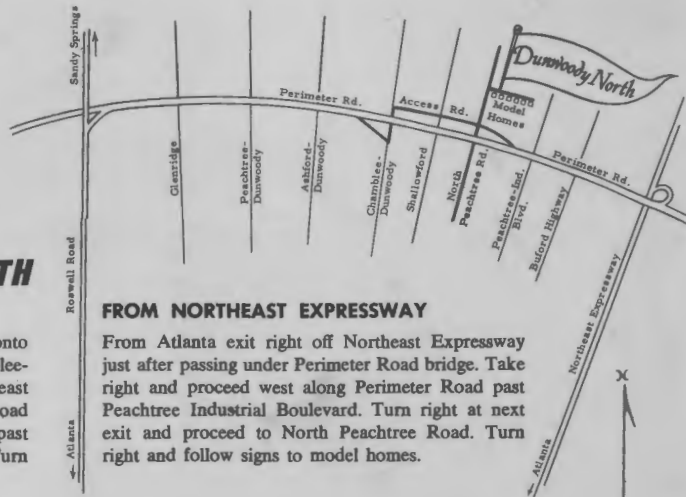 Sandy Springs
Dunwoody North
Perimeter Rd.
Access Rd.
Model
Homes
Perimeter Rd.
Glenridge
Peachtree-
Dunwoody
Ashford-
Dunwoody
Chamblee-
Dunwoody
Shallowford
North
Peachtree Rd.
Peachtree-Ind.
Blvd.
Buford Highway
Roswell Road
Northeast Expressway
Atlanta
Atlanta
N
TH
onto
lee-
east
oad
past
Turn
FROM NORTHEAST EXPRESSWAY
From Atlanta exit right off Northeast Expressway
just after passing under Perimeter Road bridge. Take
right and proceed west along Perimeter Road past
Peachtree Industrial Boulevard. Turn right at next
exit and proceed to North Peachtree Road. Turn
right and follow signs to model homes.